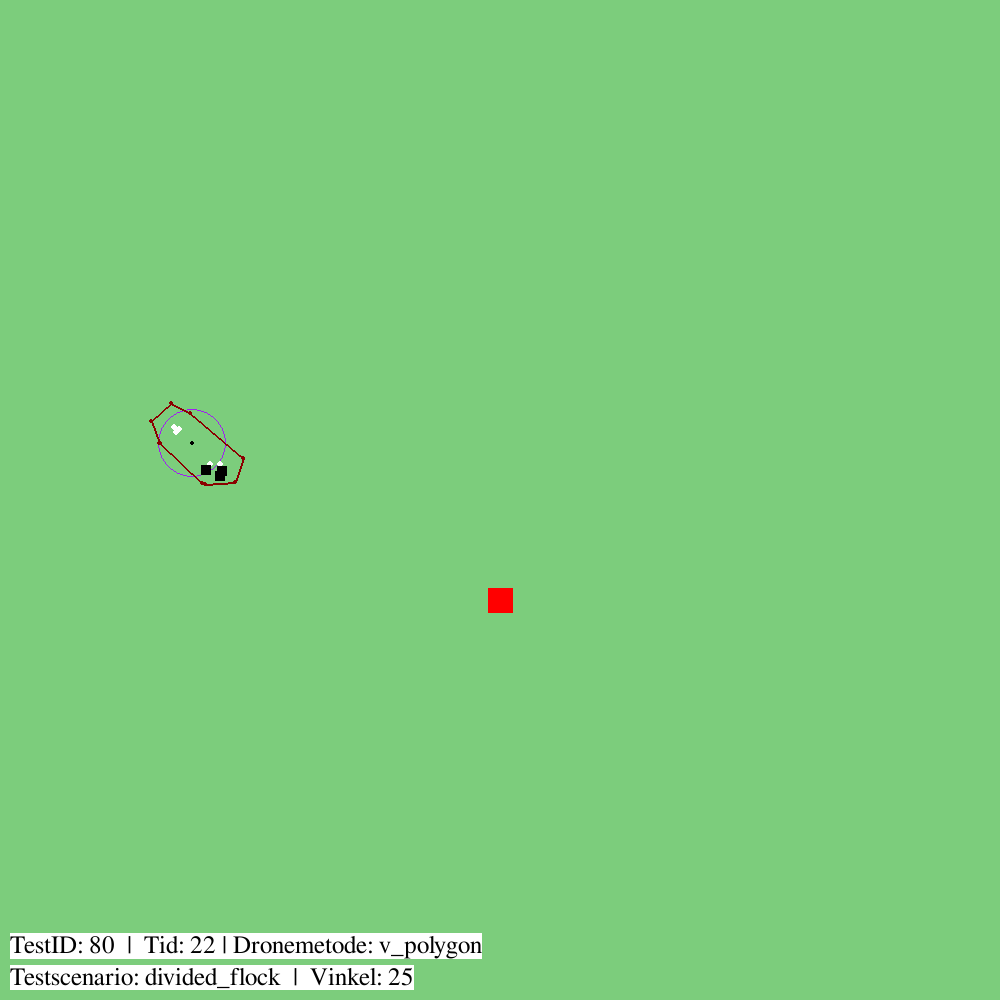 TestID: 80 | Tid: 22 | Dronemetode: v_polygon
Testscenario: divided_flock | Vinkel: 25